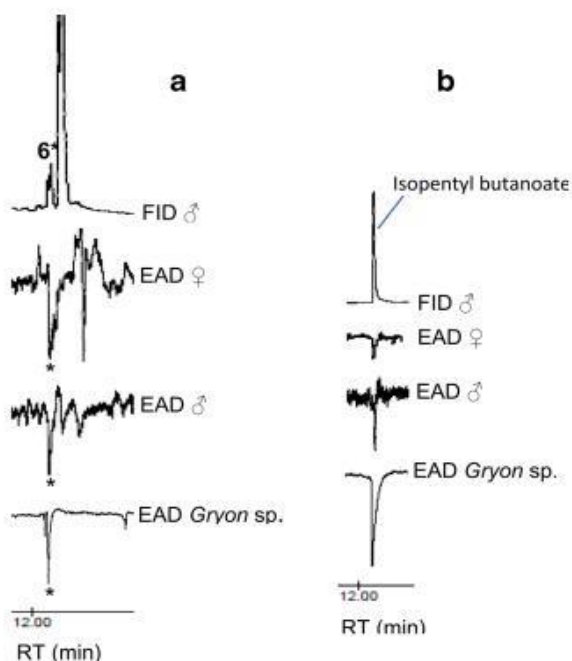 a
6*
FID ♂
EAD ♀
*
EAD ♂
*
EAD Gryon sp.
*
12.00
RT (min)
b
Isopentyl butanoate
FID ♂
EAD ♀
EAD ♂
EAD Gryon sp.
12.00
RT (min)